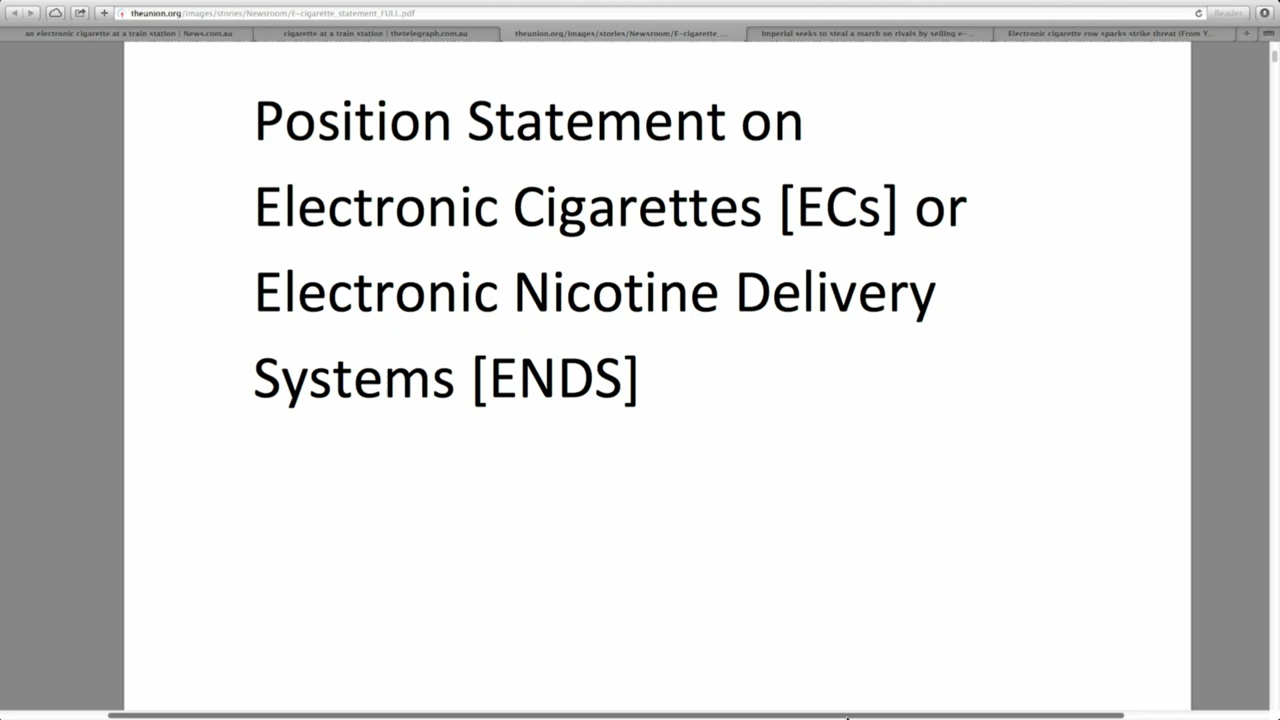 theunion.org/images/stories/Newsroom/E-cigarette_statement_FULL.pdf
Reader
an electronic cigarette at a train station | News.com.au
cigarette at a train station | thetelegraph.com.au
theunion.org/images/stories/Newsroom/E-cigarette_...
Imperial seeks to steal a march on rivals by selling e-...
Electronic cigarette row sparks strike threat (From Y...
Position Statement on
Electronic Cigarettes [ECs] or
Electronic Nicotine Delivery
Systems [ENDS]